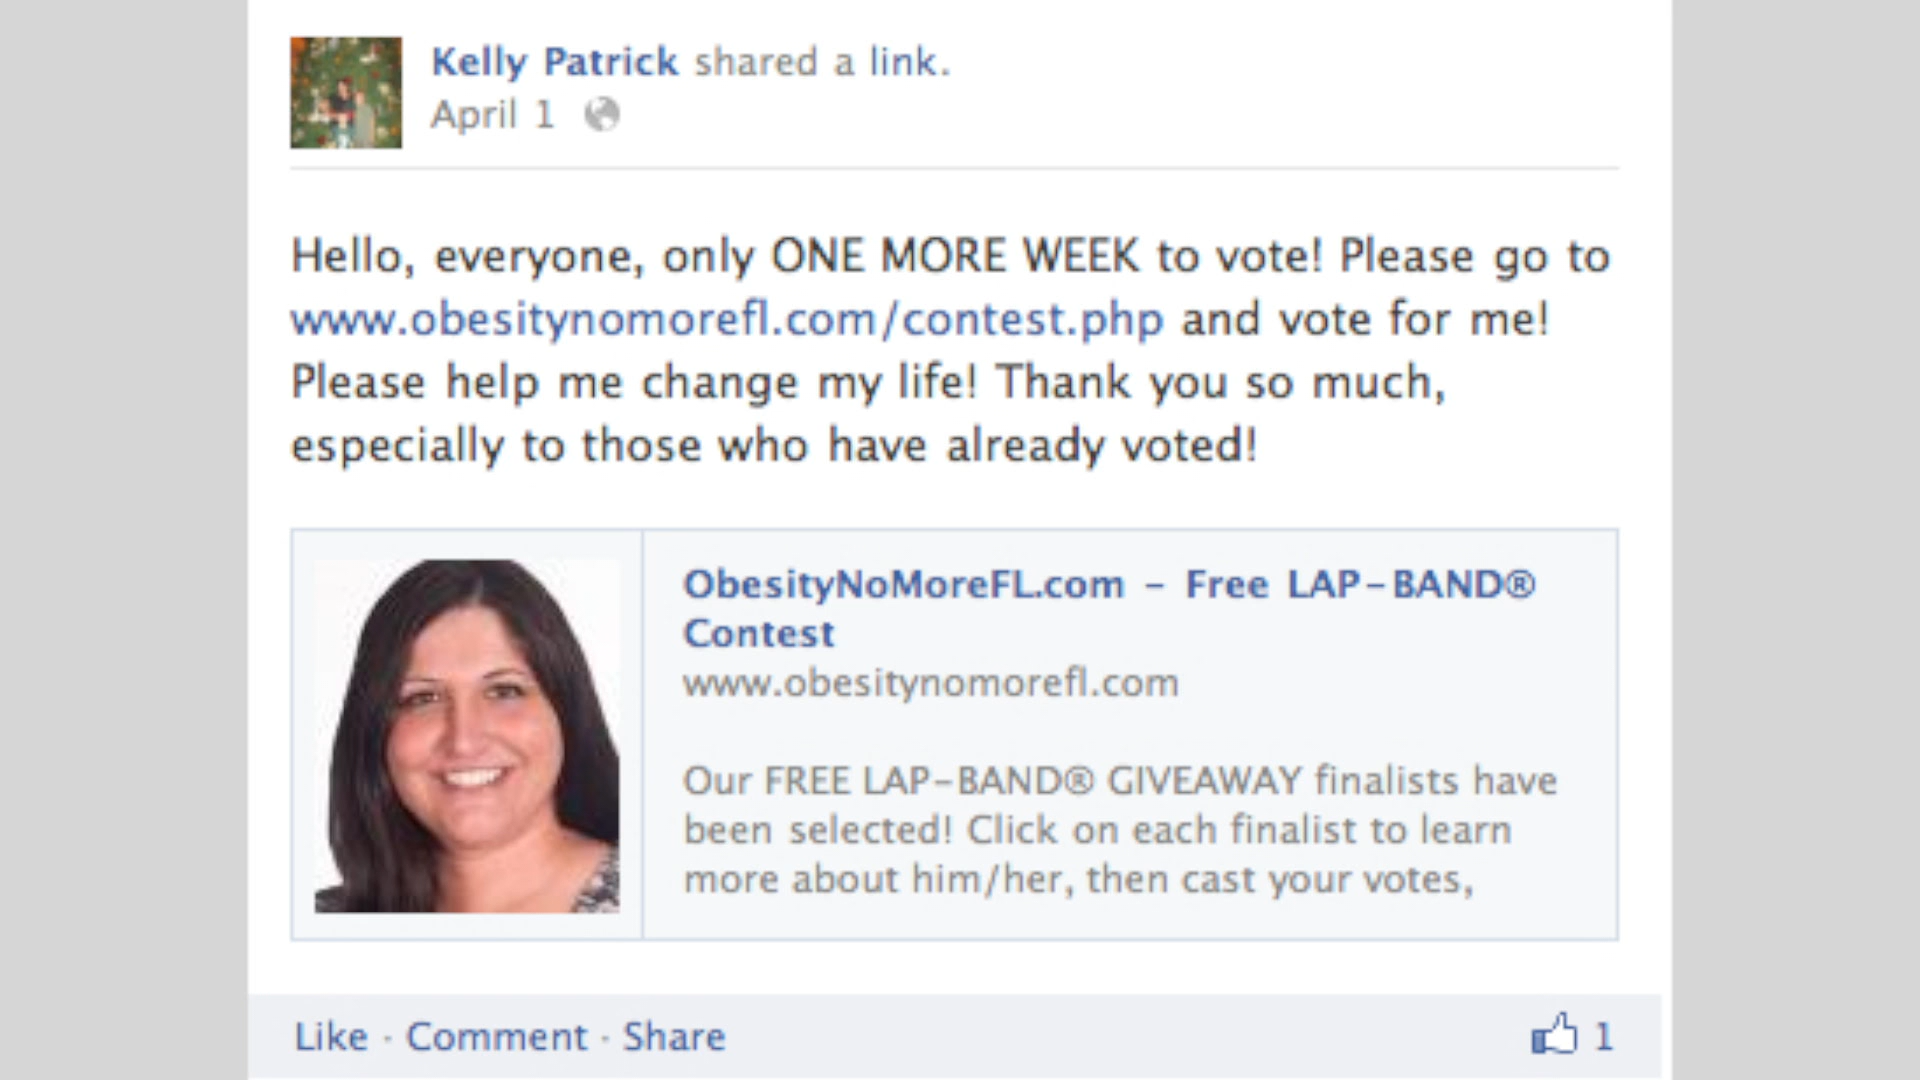 Kelly Patrick shared a link.
April 1
Hello, everyone, only ONE MORE WEEK to vote! Please go to
www.obesitynomorefl.com/contest.php and vote for me!
Please help me change my life! Thank you so much,
especially to those who have already voted!
ObesityNoMoreFL.com - Free LAP-BAND®
Contest
www.obesitynomorefl.com
Our FREE LAP-BAND® GIVEAWAY finalists have
been selected! Click on each finalist to learn
more about him/her, then cast your votes,
Like · Comment · Share
1